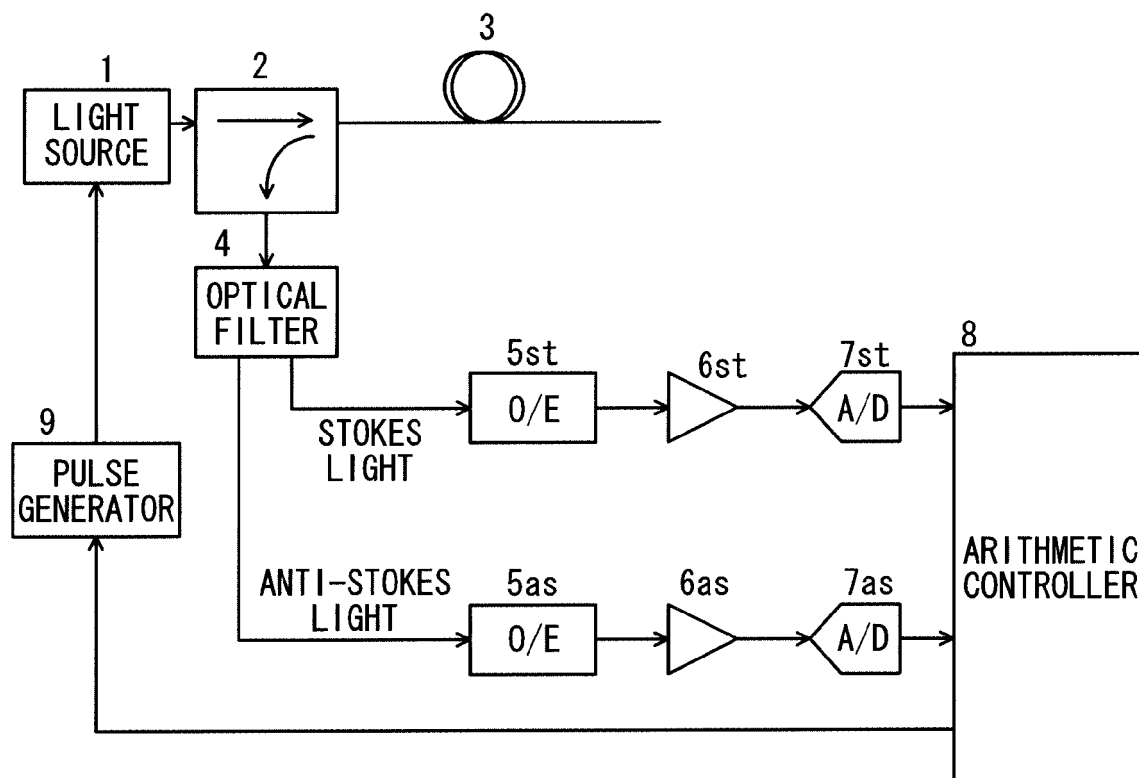 3
1
2
LIGHT
SOURCE
4
OPTICAL
FILTER
8
5st
6st
7st
O/E
A/D
STOKES
LIGHT
9
PULSE
GENERATOR
ARITHMETIC
CONTROLLER
ANTI-STOKES
LIGHT
5as
6as
7as
O/E
A/D